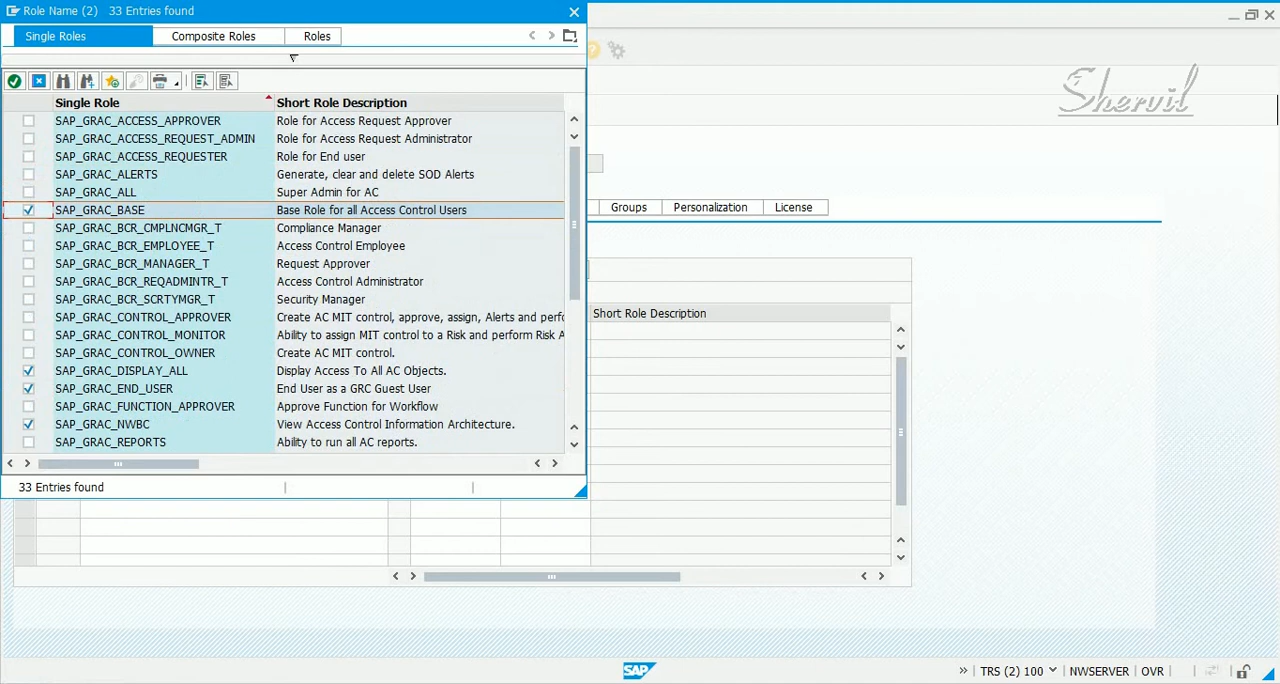 Role Name (2) 33 Entries found
Single Roles Composite Roles Roles
Shervil
Single Role Short Role Description
SAP_GRAC_ACCESS_APPROVER Role for Access Request Approver
SAP_GRAC_ACCESS_REQUEST_ADMIN Role for Access Request Administrator
SAP_GRAC_ACCESS_REQUESTER Role for End user
SAP_GRAC_ALERTS Generate, clear and delete SOD Alerts
SAP_GRAC_ALL Super Admin for AC
SAP_GRAC_BASE Base Role for all Access Control Users
Groups Personalization License
SAP_GRAC_BCR_CMPLNCMGR_T Compliance Manager
SAP_GRAC_BCR_EMPLOYEE_T Access Control Employee
SAP_GRAC_BCR_MANAGER_T Request Approver
SAP_GRAC_BCR_REQADMINTR_T Access Control Administrator
SAP_GRAC_BCR_SCRTYMGR_T Security Manager
SAP_GRAC_CONTROL_APPROVER Create AC MIT control, approve, assign, Alerts and perfo
Short Role Description
SAP_GRAC_CONTROL_MONITOR Ability to assign MIT control to a Risk and perform Risk A
SAP_GRAC_CONTROL_OWNER Create AC MIT control.
SAP_GRAC_DISPLAY_ALL Display Access To All AC Objects.
SAP_GRAC_END_USER End User as a GRC Guest User
SAP_GRAC_FUNCTION_APPROVER Approve Function for Workflow
SAP_GRAC_NWBC View Access Control Information Architecture.
SAP_GRAC_REPORTS Ability to run all AC reports.
33 Entries found
SAP
TRS (2) 100 NWSERVER OVR